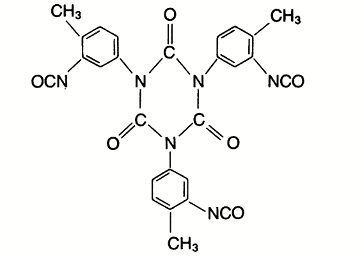 CH₃ O CH₃
OCN N N NCO
C
C C
O N O
NCO
CH₃